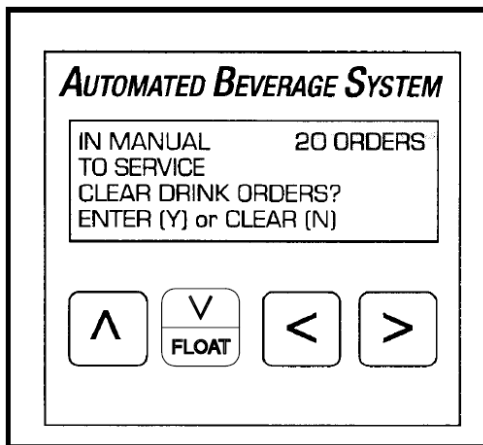 AUTOMATED BEVERAGE SYSTEM
IN MANUAL 20 ORDERS
TO SERVICE
CLEAR DRINK ORDERS?
ENTER (Y) or CLEAR (N)
∧ ∨ < >
FLOAT